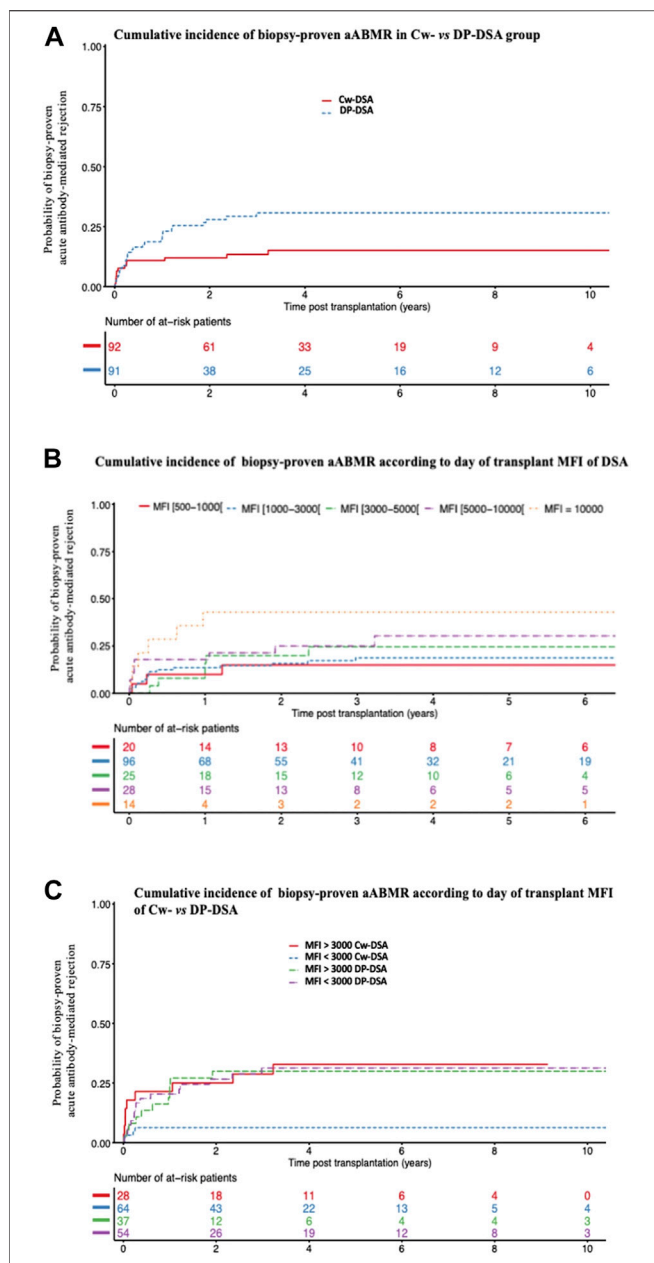 A
Cumulative incidence of biopsy-proven aABMR in Cw- vs DP-DSA group
1.00
0.75
0.50
0.25
0.00
Probability of biopsy-proven
acute antibody-mediated rejection
Cw-DSA
DP-DSA
0 2 4 6 8 10
Time post transplantation (years)
Number of at-risk patients
92 61 33 19 9 4
91 38 25 16 12 6
0 2 4 6 8 10
B
Cumulative incidence of biopsy-proven aABMR according to day of transplant MFI of DSA
MFI [500-1000[ MFI [1000-3000[ MFI [3000-5000[ MFI [5000-10000[ MFI = 10000
1.00
0.75
0.50
0.25
0.00
Probability of biopsy-proven
acute antibody-mediated rejection
0 1 2 3 4 5 6
Time post transplantation (years)
Number of at-risk patients
20 14 13 10 8 7 6
96 68 55 41 32 21 19
25 18 15 12 10 6 4
28 15 13 8 6 5 5
14 4 3 2 2 2 1
0 1 2 3 4 5 6
C
Cumulative incidence of biopsy-proven aABMR according to day of transplant MFI
of Cw- vs DP-DSA
1.00
0.75
0.50
0.25
0.00
Probability of biopsy-proven
acute antibody-mediated rejection
MFI > 3000 Cw-DSA
MFI < 3000 Cw-DSA
MFI > 3000 DP-DSA
MFI < 3000 DP-DSA
0 2 4 6 8 10
Time post transplantation (years)
Number of at-risk patients
28 18 11 6 4 0
64 43 22 13 5 4
37 12 6 4 4 3
54 26 19 12 8 3
0 2 4 6 8 10